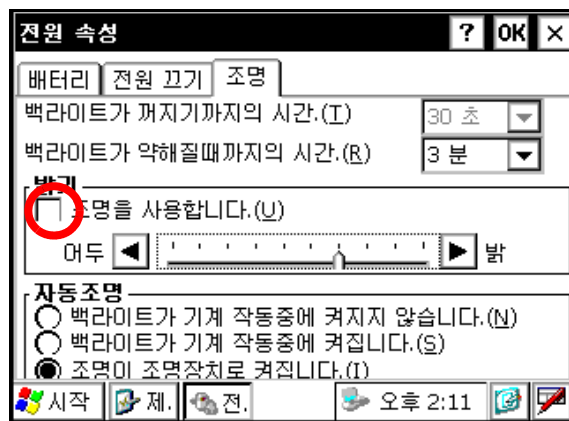 전원 속성 ? OK ×
배터리 전원 끄기 조명
백라이트가 꺼지기까지의 시간.(T) 30 초
백라이트가 약해질때까지의 시간.(R) 3 분
밝기
조명을 사용합니다.(U)
어두 밝
자동조명
백라이트가 기계 작동중에 켜지지 않습니다.(N)
백라이트가 기계 작동중에 켜집니다.(S)
조명이 조명장치로 켜집니다.(I)
시작 제. 전. 오후 2:11